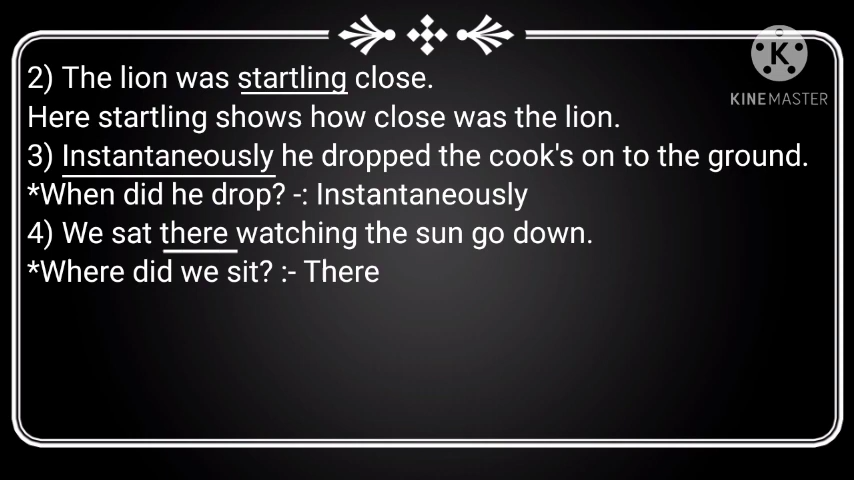 2) The lion was startling close.
KINEMASTER
Here startling shows how close was the lion.
3) Instantaneously he dropped the cook's on to the ground.
*When did he drop? -: Instantaneously
4) We sat there watching the sun go down.
*Where did we sit? :- There